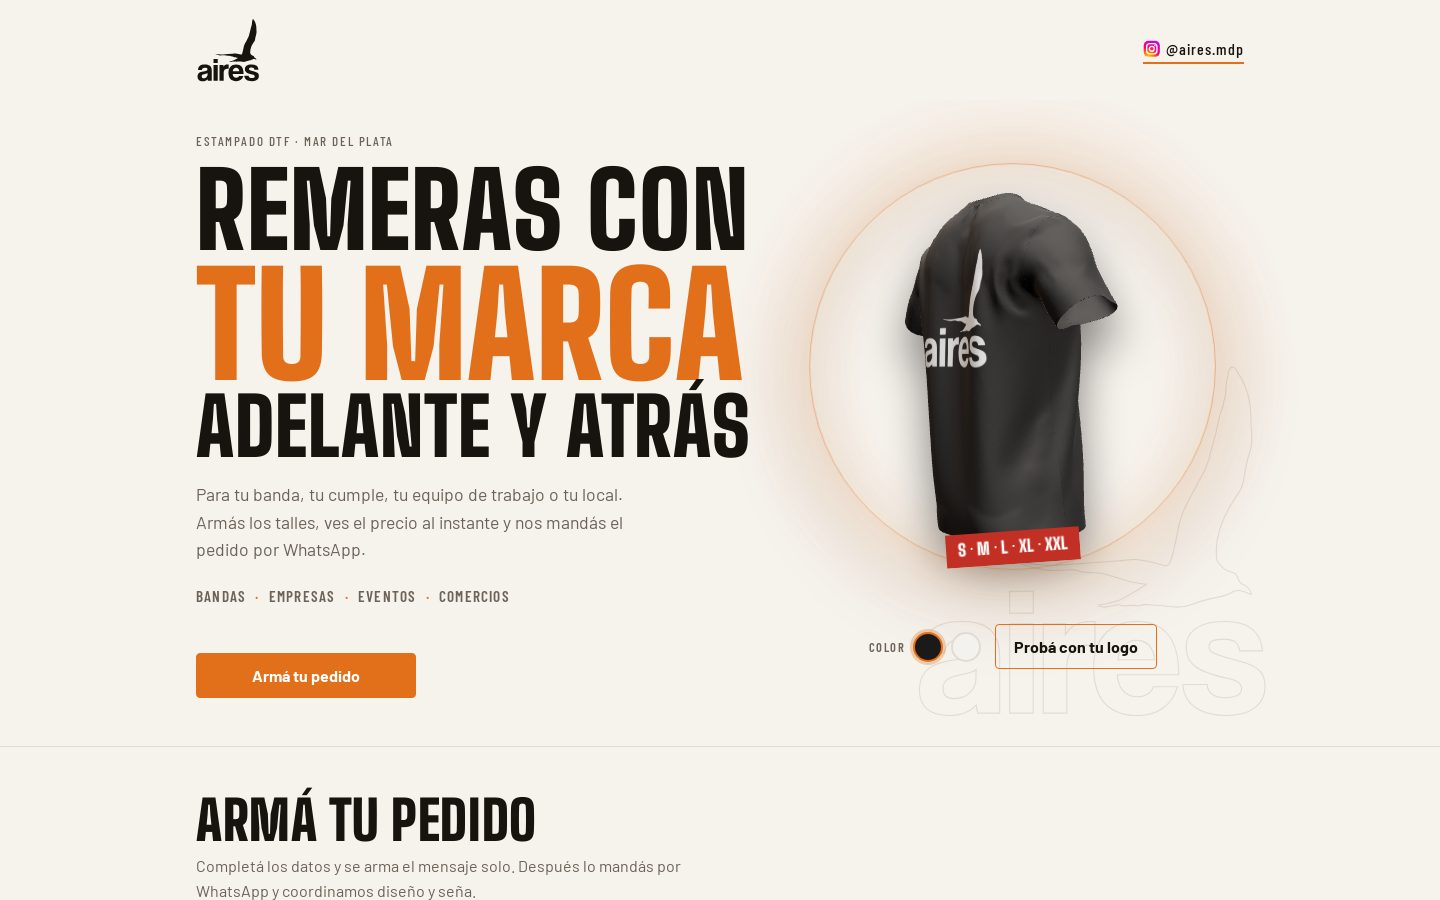 aires
@aires.mdp
ESTAMPADO DTF · MAR DEL PLATA
REMERAS CON
TU MARCA
ADELANTE Y ATRÁS
Para tu banda, tu cumple, tu equipo de trabajo o tu local.
Armás los talles, ves el precio al instante y nos mandás el
pedido por WhatsApp.
BANDAS · EMPRESAS · EVENTOS · COMERCIOS
Armá tu pedido
aires
S · M · L · XL · XXL
COLOR
Probá con tu logo
aires
ARMÁ TU PEDIDO
Completá los datos y se arma el mensaje solo. Después lo mandás por
WhatsApp y coordinamos diseño y seña.